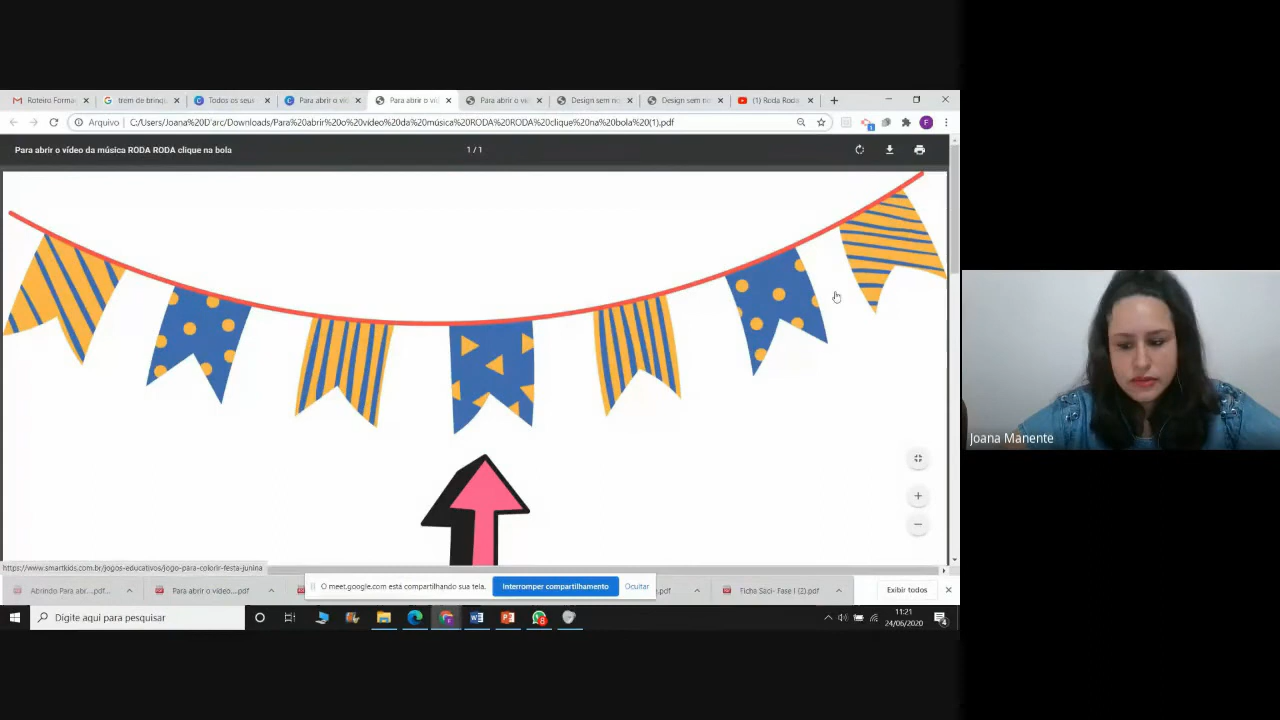 Roteiro Forma
trem de brinqu
Todos os seus
Para abrir o ví
Para abrir o ví
Para abrir o ví
Design sem no
Design sem no
(1) Roda Roda
Arquivo
C:/Users/Joana%20D'arc/Downloads/Para%20abrir%20o%20vídeo%20da%20música%20RODA%20RODA%20clique%20na%20bola%20(1).pdf
Para abrir o vídeo da música RODA RODA clique na bola
1 / 1
Joana Manente
https://www.smartkids.com.br/jogos-educativos/jogo-para-colorir-festa-junina
Abrindo Para abr....pdf...
Para abrir o vídeo....pdf
O meet.google.com está compartilhando sua tela.
Interromper compartilhamento
Ocultar
.pdf
Ficha Saci- Fase I (2).pdf
Exibir todos
Digite aqui para pesquisar
11:21
24/06/2020